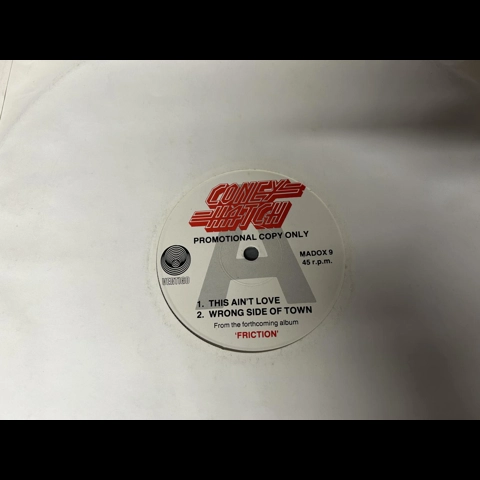 CONEY
HATCH
PROMOTIONAL COPY ONLY
A
MADOX 9
45 r.p.m.
VERTIGO
1. THIS AIN'T LOVE
2. WRONG SIDE OF TOWN
From the forthcoming album
'FRICTION'